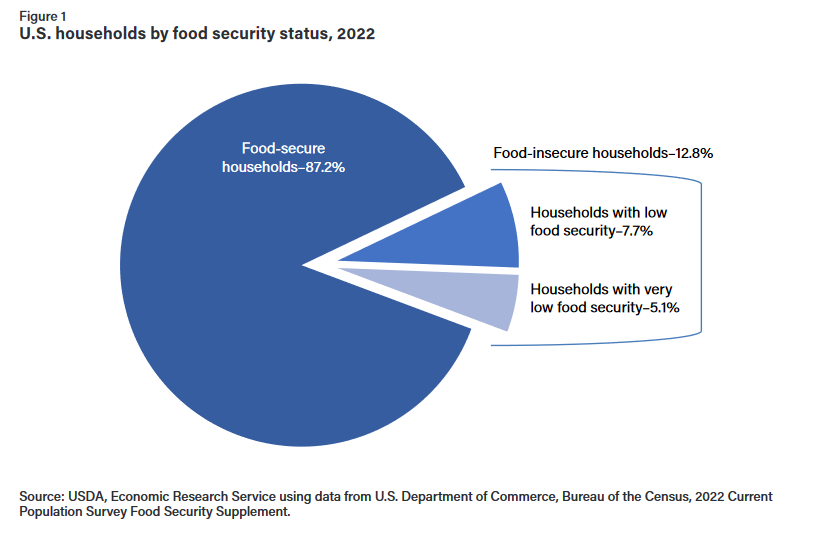 Figure 1
U.S. households by food security status, 2022
Food-secure
households–87.2%
Food-insecure households–12.8%
Households with low
food security–7.7%
Households with very
low food security–5.1%
Source: USDA, Economic Research Service using data from U.S. Department of Commerce, Bureau of the Census, 2022 Current
Population Survey Food Security Supplement.